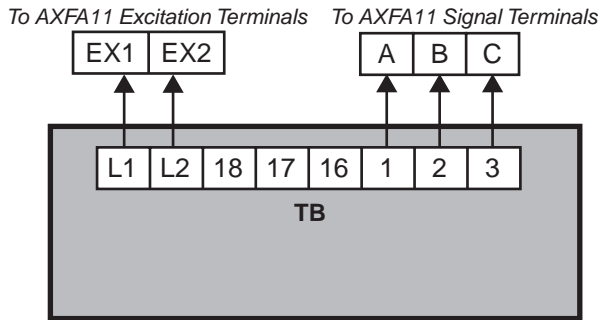 To AXFA11 Excitation Terminals To AXFA11 Signal Terminals
EX1 EX2 A B C
L1 L2 18 17 16 1 2 3
TB